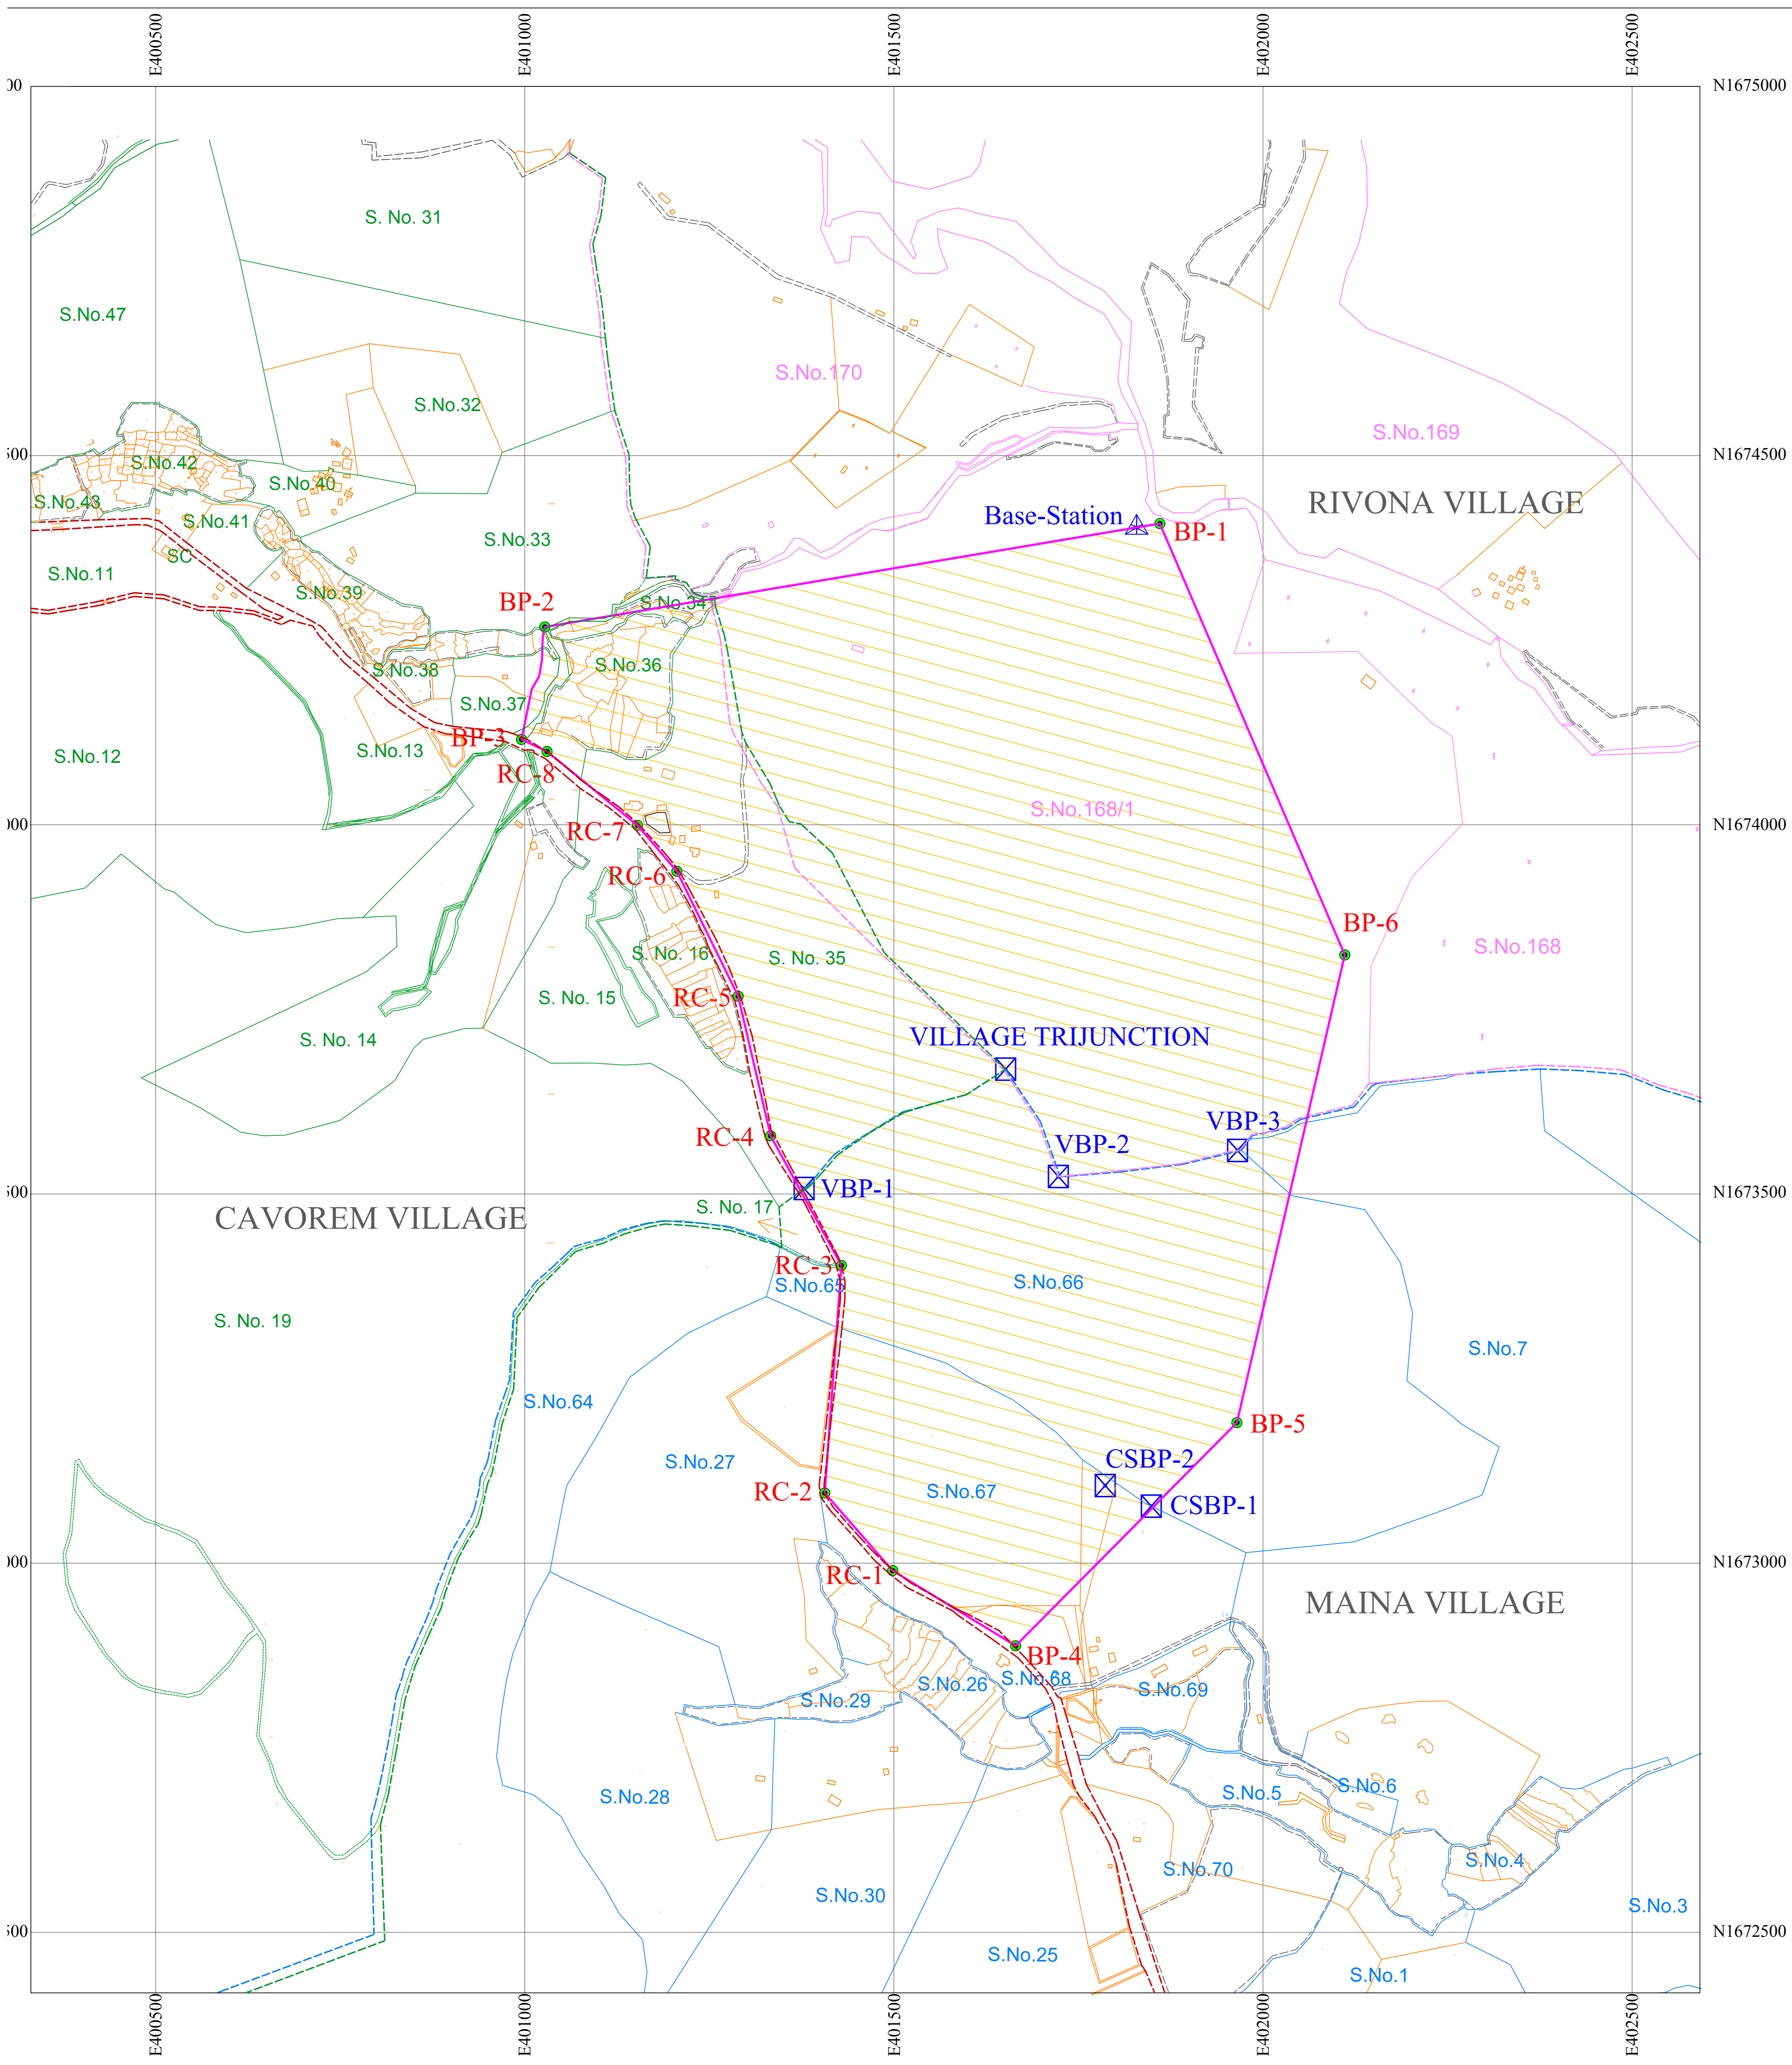 E400500
E401000
E401500
E402000
E402500
00
N1675000
S. No. 31
S.No.47
S.No.170
S.No.32
S.No.169
500
N1674500
S.No.42
S.No.40
S.No.43
S.No.41
RIVONA VILLAGE
Base-Station
BP-1
S.No.33
SC
S.No.11
S.No.39
BP-2
S.No.34
S.No.38
S.No.36
S.No.37
BP-3
S.No.13
S.No.12
RC-8
S.No.168/1
000
N1674000
RC-7
RC-6
BP-6
S.No.168
S. No. 16
S. No. 35
RC-5
S. No. 15
S. No. 14
VILLAGE TRIJUNCTION
VBP-3
RC-4
VBP-2
VBP-1
500
N1673500
S. No. 17
CAVOREM VILLAGE
RC-3
S.No.65
S.No.66
S. No. 19
S.No.7
S.No.64
BP-5
S.No.27
CSBP-2
RC-2
S.No.67
CSBP-1
000
N1673000
RC-1
MAINA VILLAGE
BP-4
S.No.68
S.No.26
S.No.69
S.No.29
S.No.28
S.No.5
S.No.6
S.No.4
S.No.70
S.No.30
S.No.3
500
N1672500
S.No.25
S.No.1
E400500
E401000
E401500
E402000
E402500